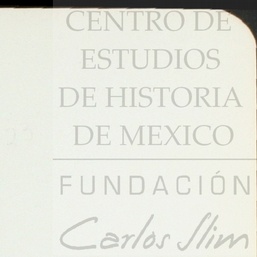 CENTRO DE
ESTUDIOS
DE HISTORIA
DE MEXICO
FUNDACIÓN
Carlos Slim